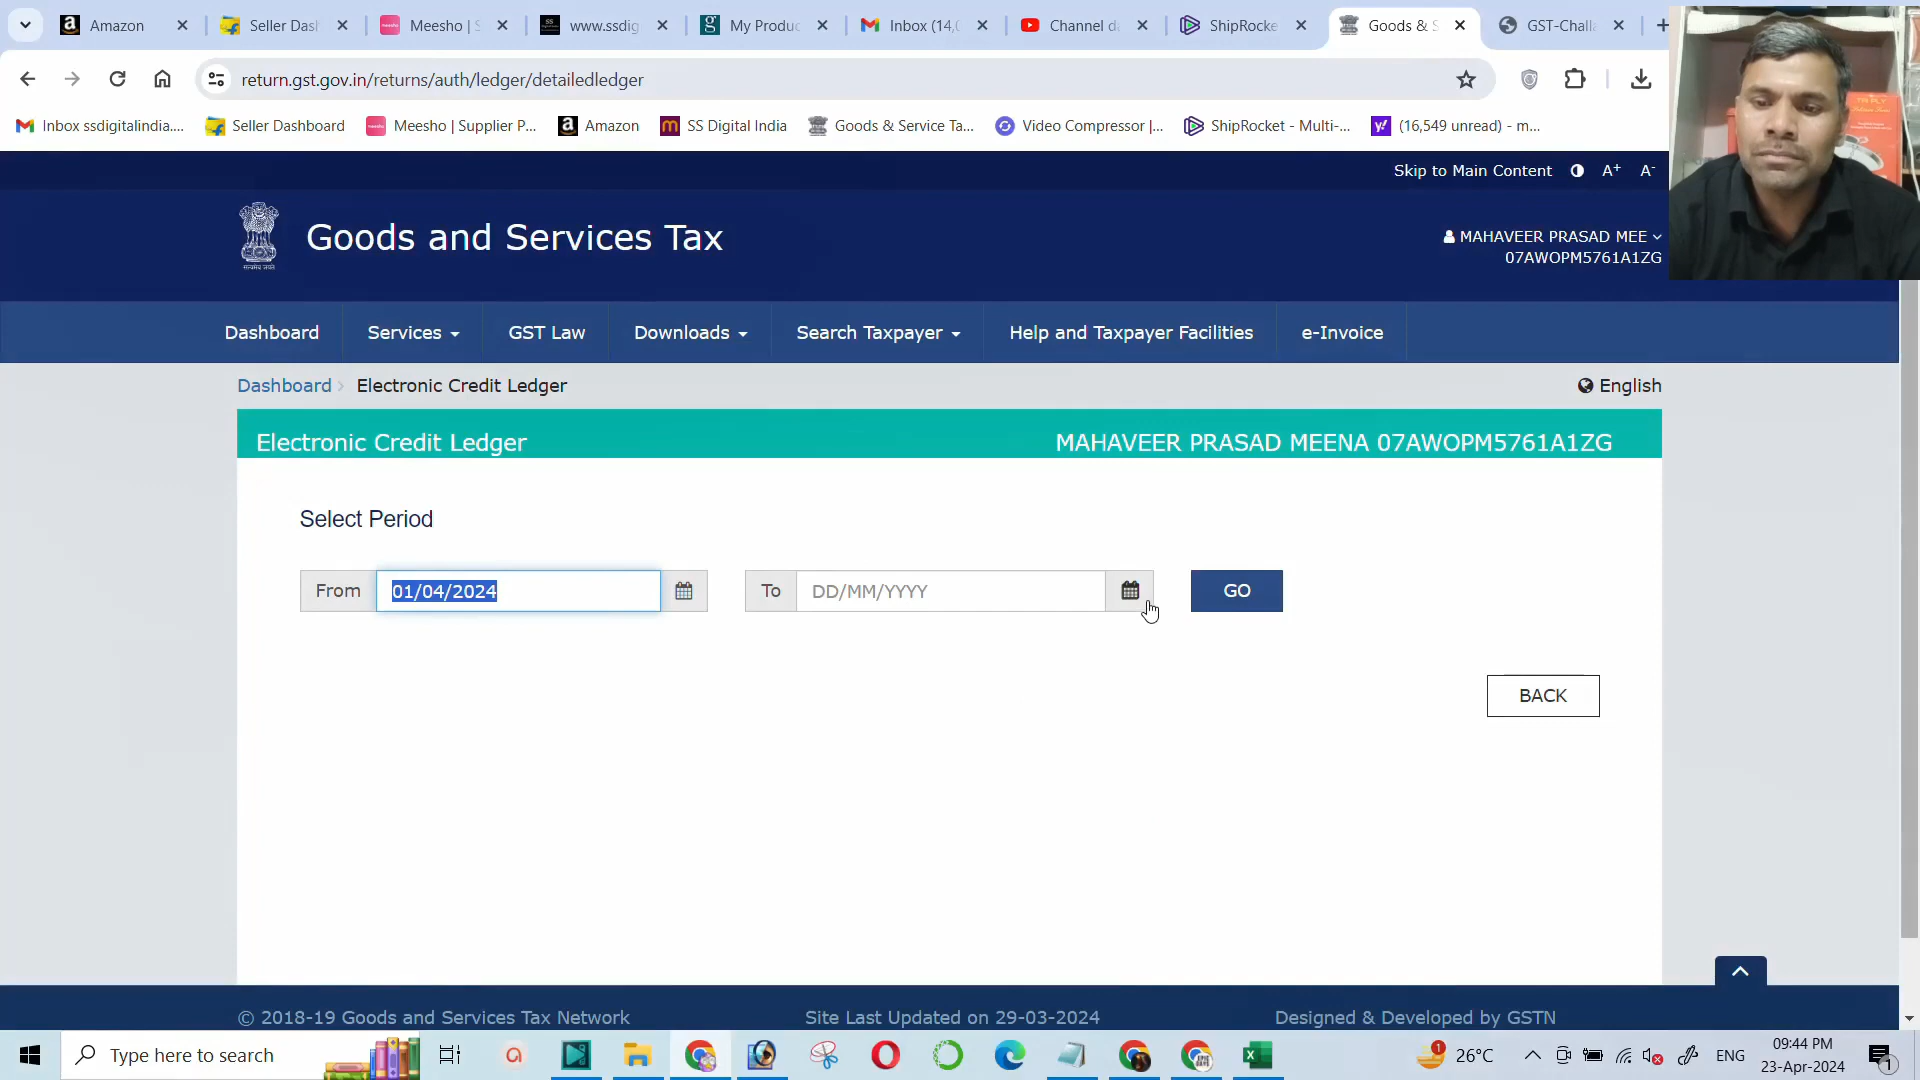 Amazon
Seller Das
Meesho | S
www.ssdig
My Produc
Inbox (14,
Channel d
ShipRocke
Goods & S
GST-Chall
return.gst.gov.in/returns/auth/ledger/detailedledger
Inbox ssdigitalindia....
Seller Dashboard
Meesho | Supplier P...
Amazon
SS Digital India
Goods & Service Ta...
Video Compressor |...
ShipRocket - Multi-...
(16,549 unread) - m...
Skip to Main Content A+ A-
Goods and Services Tax
MAHAVEER PRASAD MEE
07AWOPM5761A1ZG
Dashboard Services GST Law Downloads Search Taxpayer Help and Taxpayer Facilities e-Invoice
Dashboard Electronic Credit Ledger English
Electronic Credit Ledger MAHAVEER PRASAD MEENA 07AWOPM5761A1ZG
Select Period
From 01/04/2024 To DD/MM/YYYY GO
BACK
© 2018-19 Goods and Services Tax Network Site Last Updated on 29-03-2024 Designed & Developed by GSTN
Type here to search
1
26°C
ENG
09:44 PM
23-Apr-2024
1